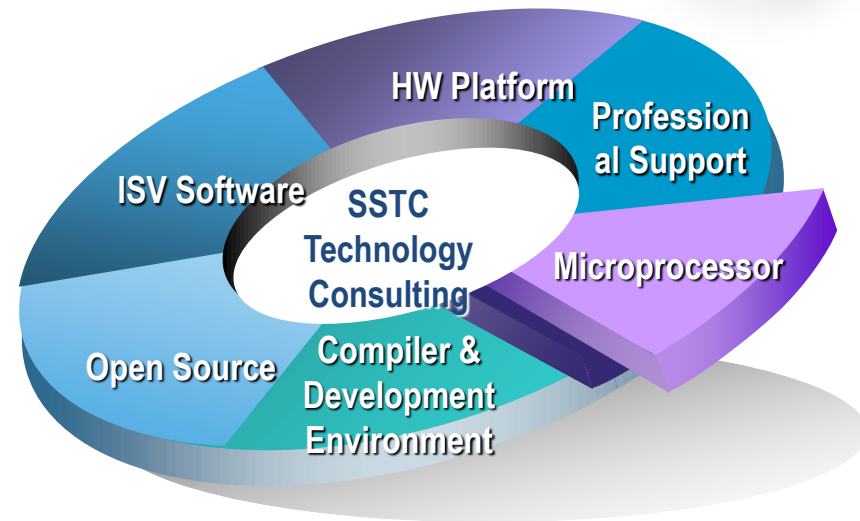 HW Platform
Profession
al Support
ISV Software
SSTC
Technology
Consulting
Microprocessor
Open Source
Compiler &
Development
Environment